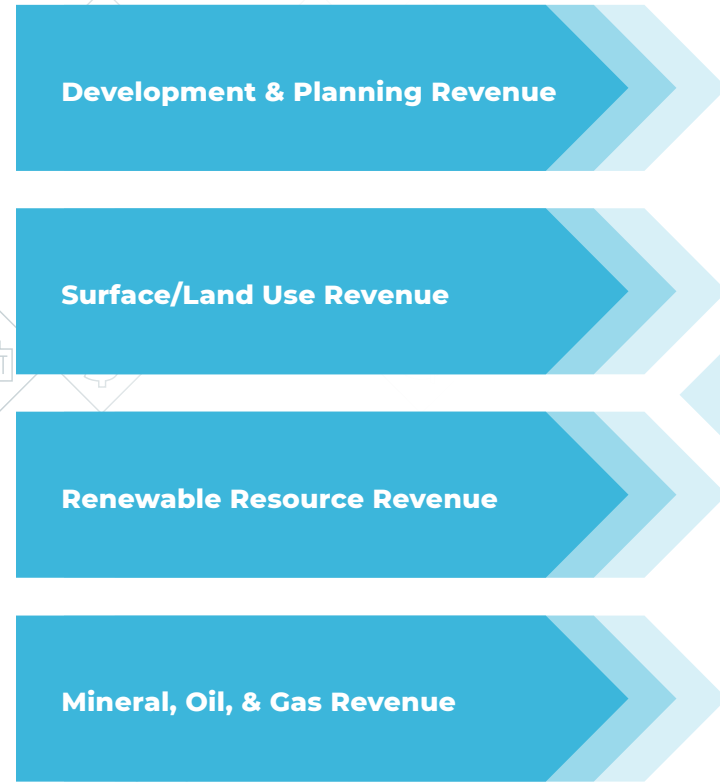 Development & Planning Revenue
Surface/Land Use Revenue
Renewable Resource Revenue
Mineral, Oil, & Gas Revenue